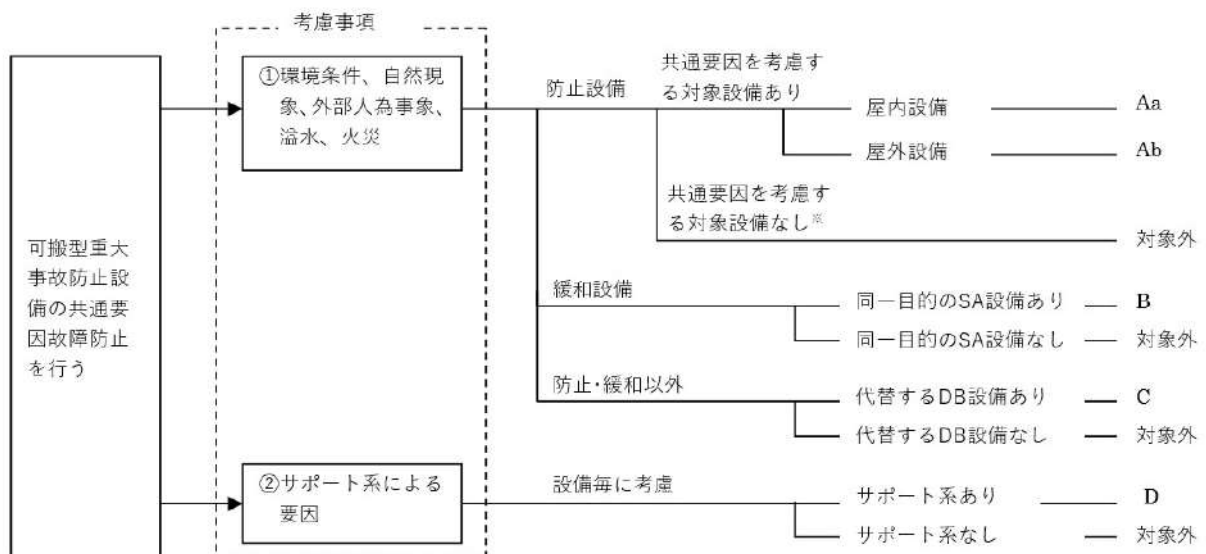 考慮事項
可搬型重大
事故防止設
備の共通要
因故障防止
を行う
①環境条件、自然現
象、外部人為事象、
溢水、火災
防止設備
共通要因を考慮す
る対象設備あり
屋内設備
Aa
屋外設備
Ab
共通要因を考慮す
る対象設備なし※
対象外
緩和設備
同一目的のSA設備あり
B
同一目的のSA設備なし
対象外
防止・緩和以外
代替するDB設備あり
C
代替するDB設備なし
対象外
②サポート系による
要因
設備毎に考慮
サポート系あり
D
サポート系なし
対象外